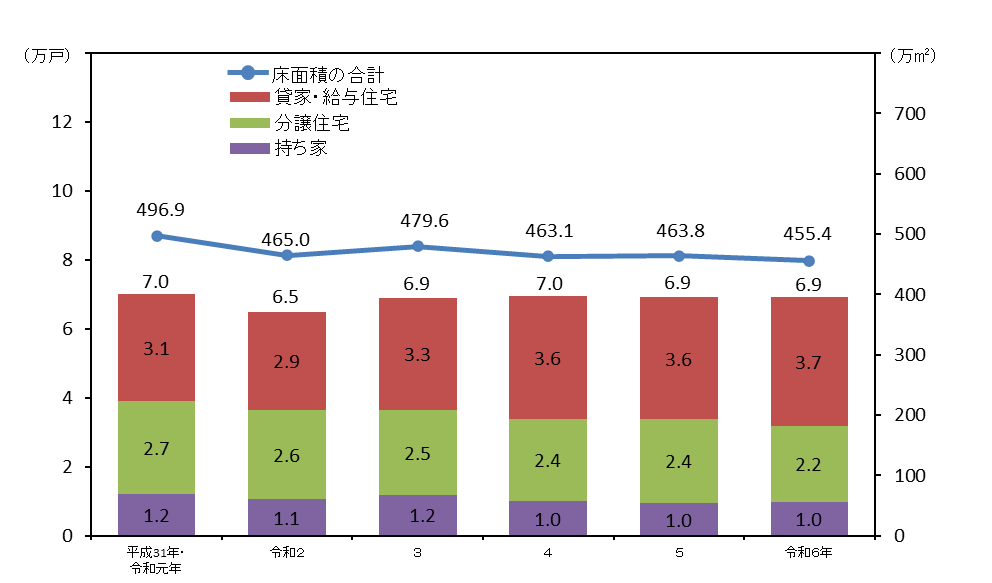 （万戸）
（万㎡）
床面積の合計
貸家・給与住宅
分譲住宅
持ち家
12
10
8
6
4
2
0
700
600
500
400
300
200
100
0
496.9 465.0 479.6 463.1 463.8 455.4
7.0 6.5 6.9 7.0 6.9 6.9
3.1 2.9 3.3 3.6 3.6 3.7
2.7 2.6 2.5 2.4 2.4 2.2
1.2 1.1 1.2 1.0 1.0 1.0
平成31年・ 令和２ ３ ４ ５ 令和６年
令和元年